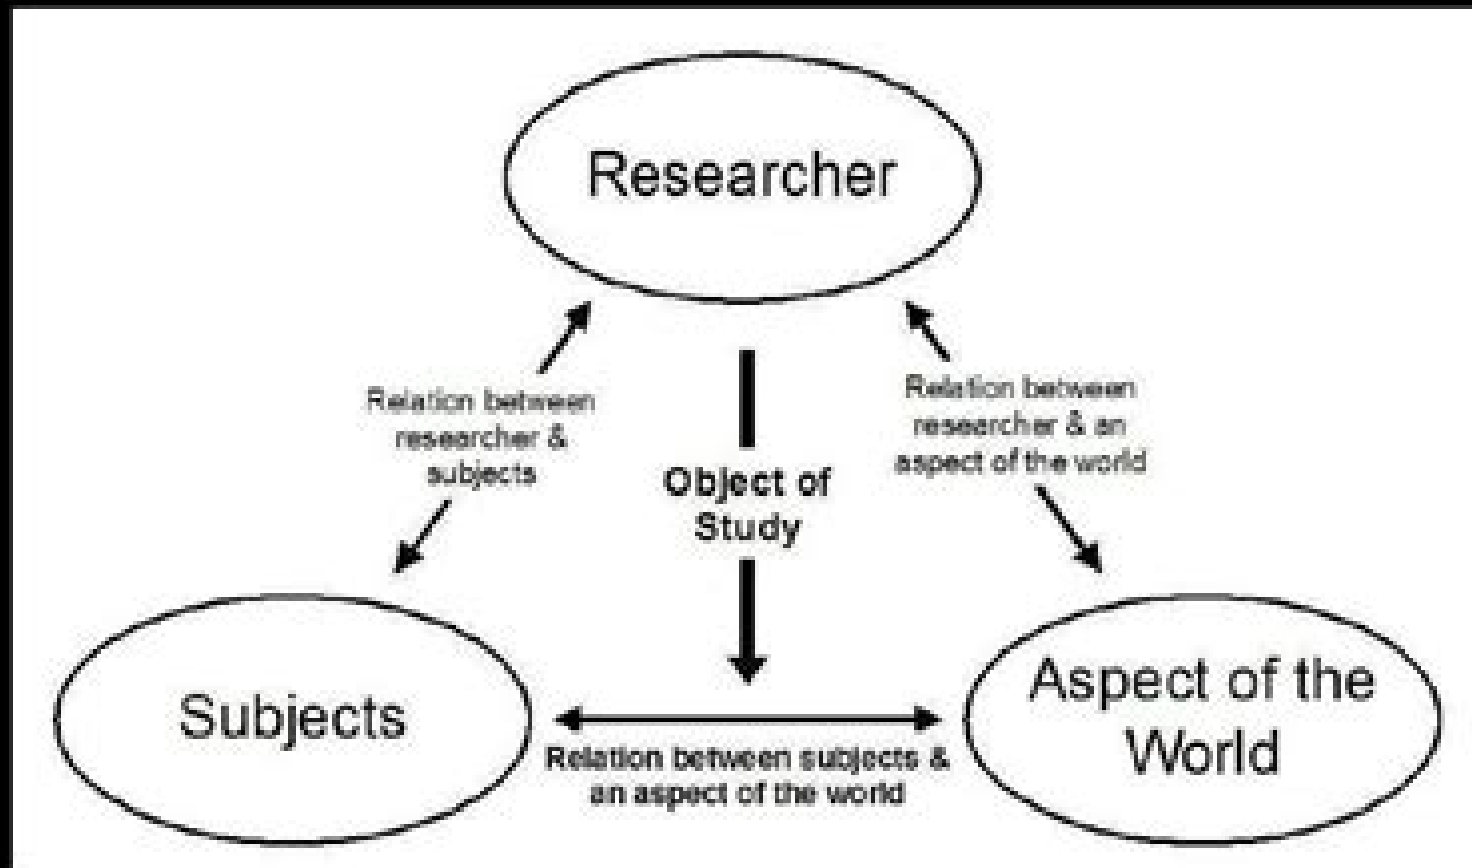 Researcher
Relation between
researcher &
subjects
Relation between
researcher & an
aspect of the world
Object of
Study
Subjects
Aspect of the
World
Relation between subjects &
an aspect of the world